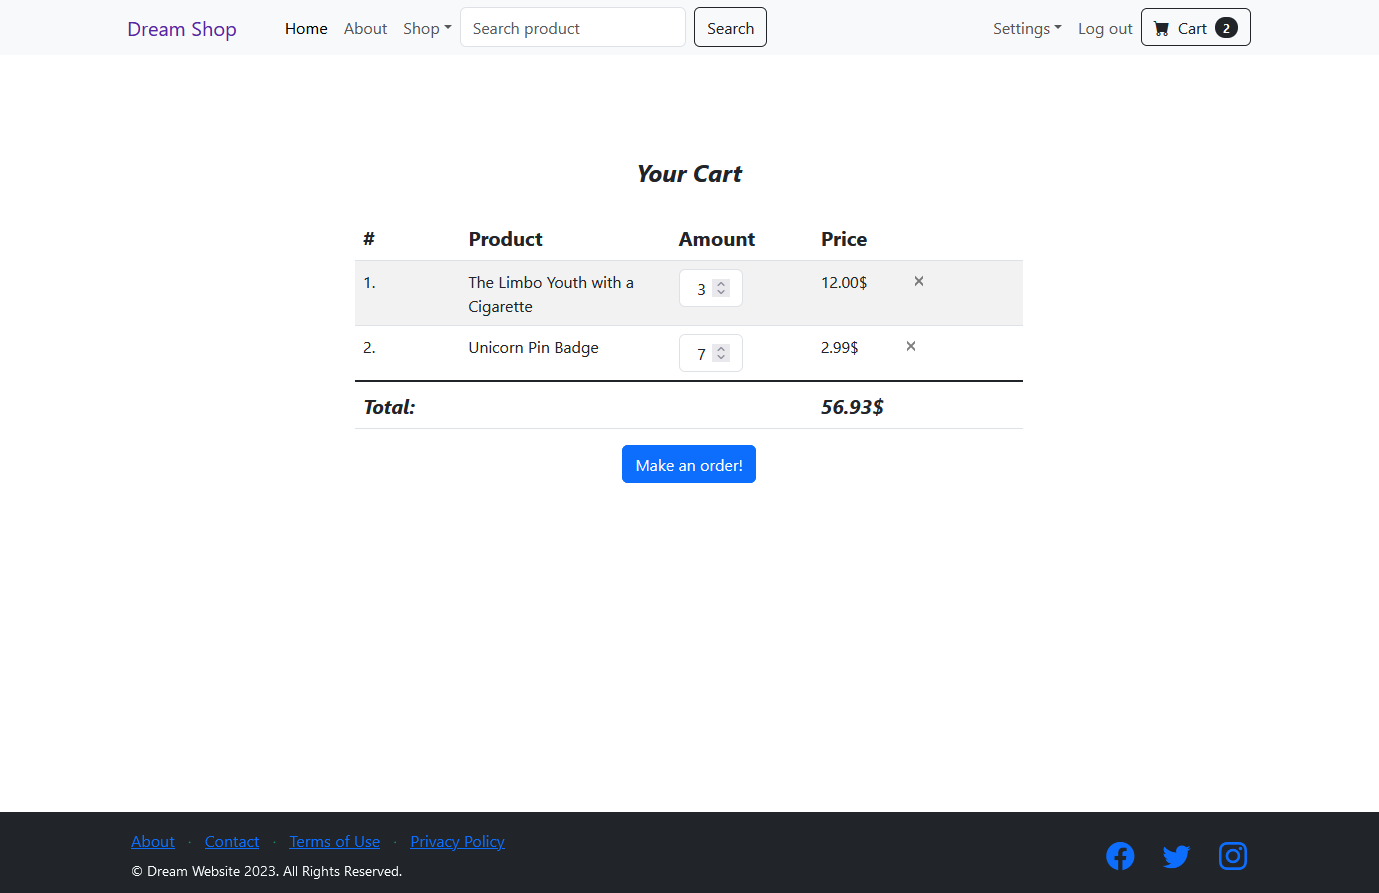 Dream Shop Home About Shop Search product Search Settings Log out Cart 2
Your Cart
# Product Amount Price
1. The Limbo Youth with a 3 12.00$
Cigarette
2. Unicorn Pin Badge 7 2.99$
Total: 56.93$
Make an order!
About · Contact · Terms of Use · Privacy Policy
© Dream Website 2023. All Rights Reserved.